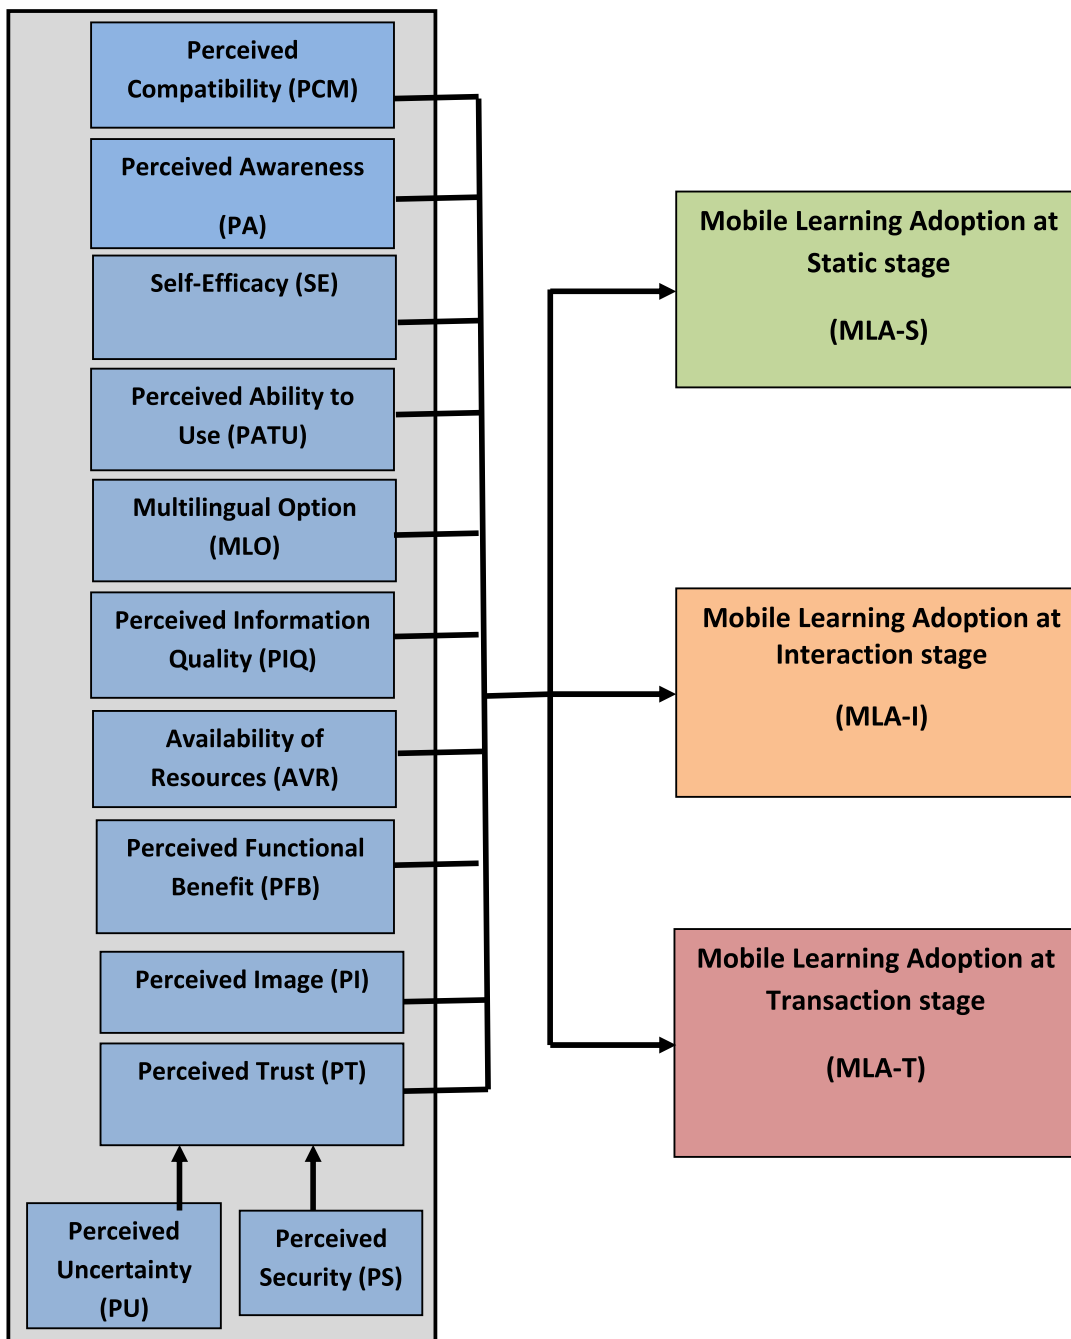 Perceived
Compatibility (PCM)
Perceived Awareness
(PA)
Self-Efficacy (SE)
Perceived Ability to
Use (PATU)
Multilingual Option
(MLO)
Perceived Information
Quality (PIQ)
Availability of
Resources (AVR)
Perceived Functional
Benefit (PFB)
Perceived Image (PI)
Perceived Trust (PT)
Perceived
Uncertainty
(PU)
Perceived
Security (PS)
Mobile Learning Adoption at
Static stage
(MLA-S)
Mobile Learning Adoption at
Interaction stage
(MLA-I)
Mobile Learning Adoption at
Transaction stage
(MLA-T)